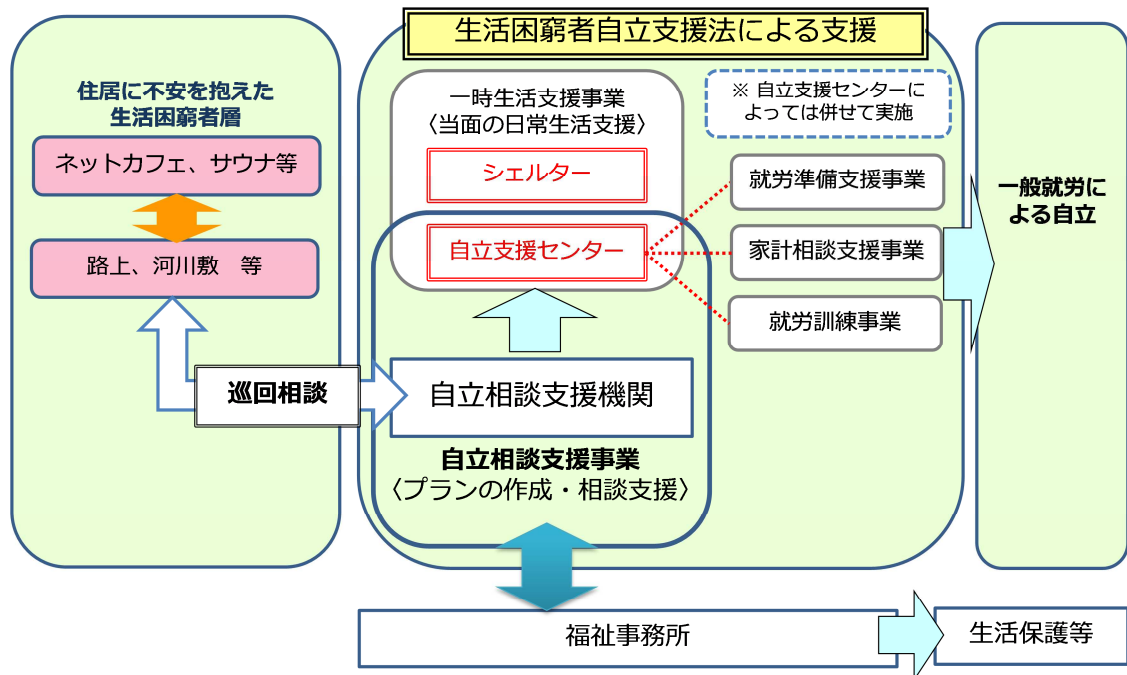 生活困窮者自立支援法による支援
住居に不安を抱えた
生活困窮者層
ネットカフェ、サウナ等
路上、河川敷　等
巡回相談
一時生活支援事業
〈当面の日常生活支援〉
シェルター
自立支援センター
※ 自立支援センターに
よっては併せて実施
就労準備支援事業
家計相談支援事業
就労訓練事業
自立相談支援機関
自立相談支援事業
〈プランの作成・相談支援〉
一般就労に
よる自立
福祉事務所
生活保護等